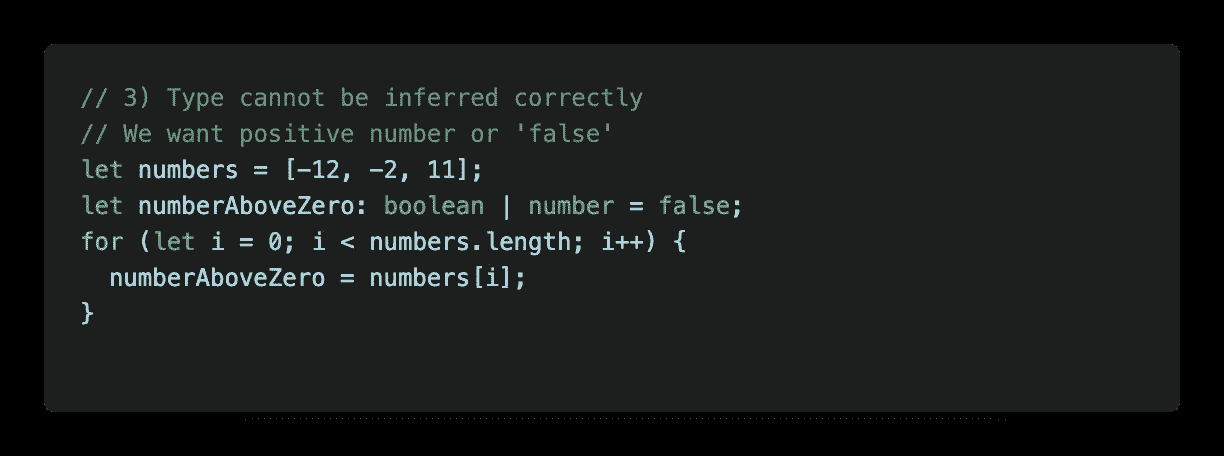 // 3) Type cannot be inferred correctly
// We want positive number or 'false'
let numbers = [-12, -2, 11];
let numberAboveZero: boolean | number = false;
for (let i = 0; i < numbers.length; i++) {
  numberAboveZero = numbers[i];
}